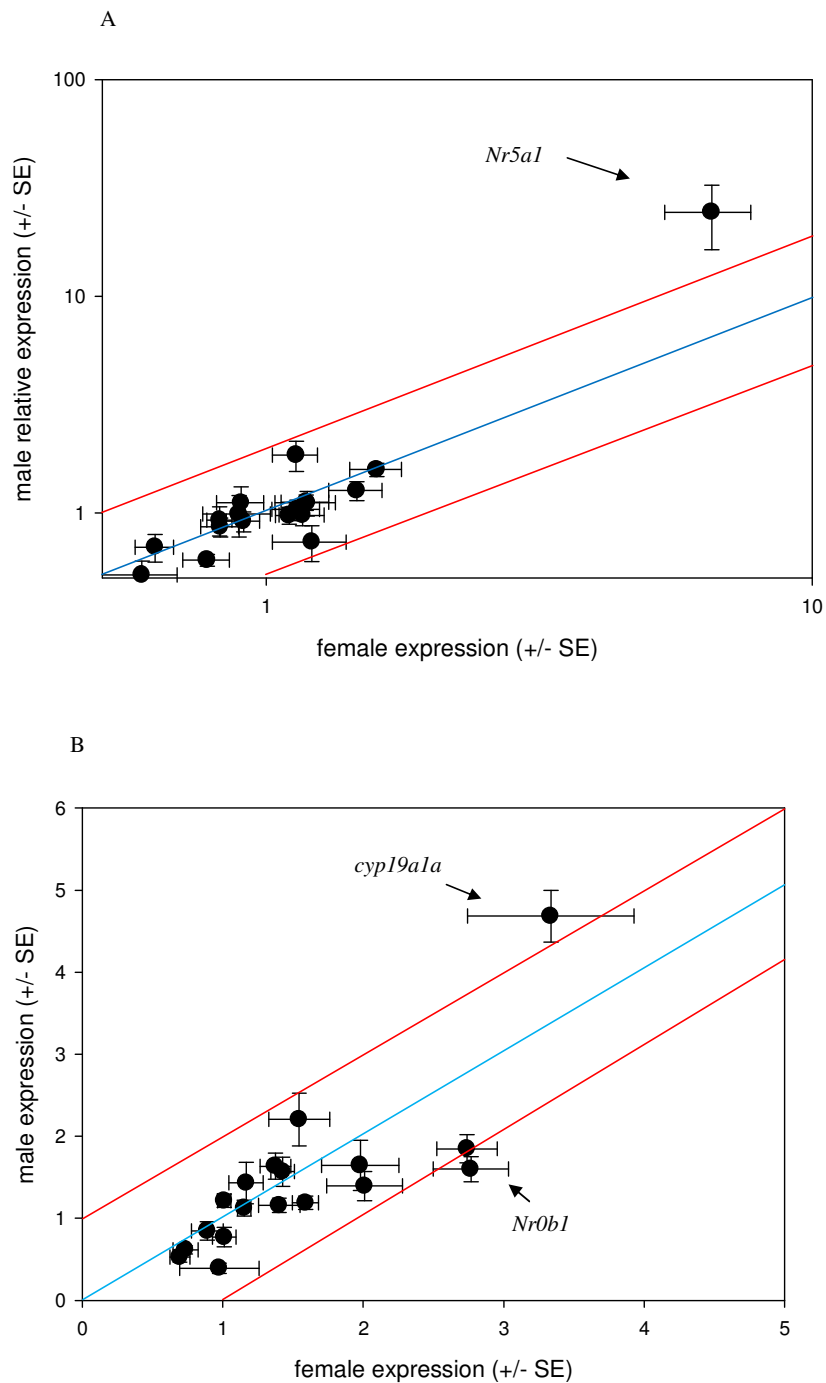 A
100
Nr5a1
10
1
male relative expression (+/- SE)
1
10
female expression (+/- SE)
B
6
cyp19a1a
5
4
3
2
1
Nr0b1
0
male expression (+/- SE)
0
1
2
3
4
5
female expression (+/- SE)